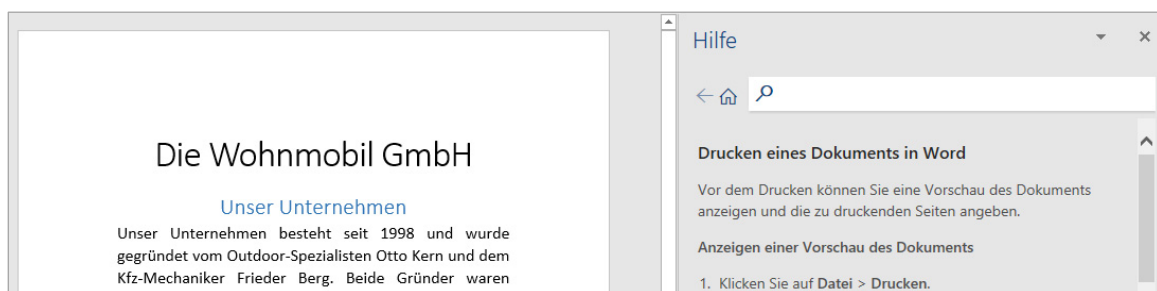 Die Wohnmobil GmbH
Unser Unternehmen
Unser Unternehmen besteht seit 1998 und wurde
gegründet vom Outdoor-Spezialisten Otto Kern und dem
Kfz-Mechaniker Frieder Berg. Beide Gründer waren
Hilfe
Drucken eines Dokuments in Word
Vor dem Drucken können Sie eine Vorschau des Dokuments
anzeigen und die zu druckenden Seiten angeben.
Anzeigen einer Vorschau des Dokuments
1. Klicken Sie auf Datei > Drucken.